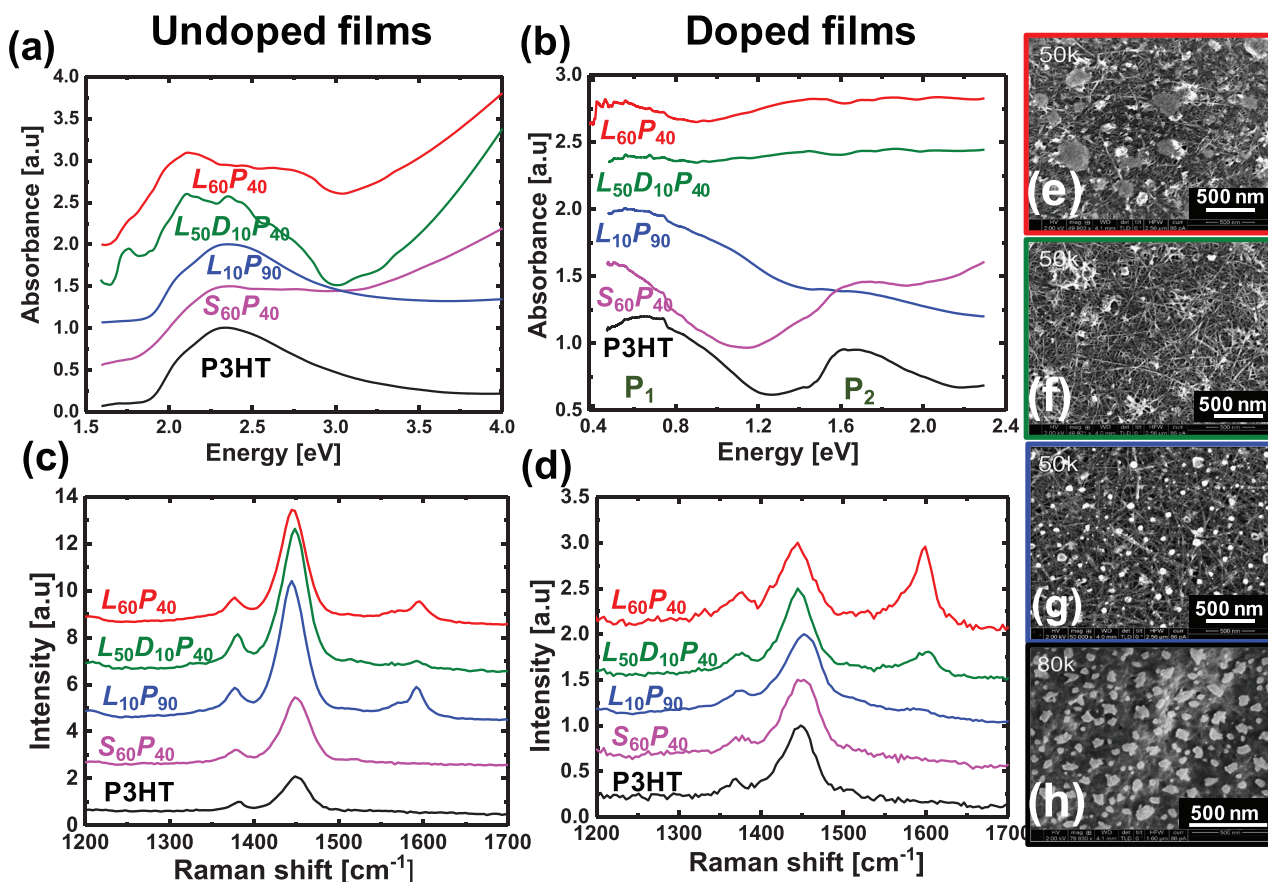 Undoped films
Doped films
(a)
Absorbance [a.u]
4.0
3.5
3.0
2.5
2.0
1.5
1.0
0.5
0.0
L60P40
L50D10P40
L10P90
S60P40
P3HT
1.5 2.0 2.5 3.0 3.5 4.0
Energy [eV]
(b)
Absorbance [a.u]
3.0
2.5
2.0
1.5
1.0
0.5
L60P40
L50D10P40
L10P90
S60P40
P3HT
P1
P2
0.4 0.8 1.2 1.6 2.0 2.4
Energy [eV]
(c)
Intensity [a.u]
14
12
10
8
6
4
2
0
L60P40
L50D10P40
L10P90
S60P40
P3HT
1200 1300 1400 1500 1600 1700
Raman shift [cm-1]
(d)
Intensity [a.u]
3.5
3.0
2.5
2.0
1.5
1.0
0.5
0.0
L60P40
L50D10P40
L10P90
S60P40
P3HT
1200 1300 1400 1500 1600 1700
Raman shift [cm-1]
50k
(e)
500 nm
50k
(f)
500 nm
50k
(g)
500 nm
80k
(h)
500 nm